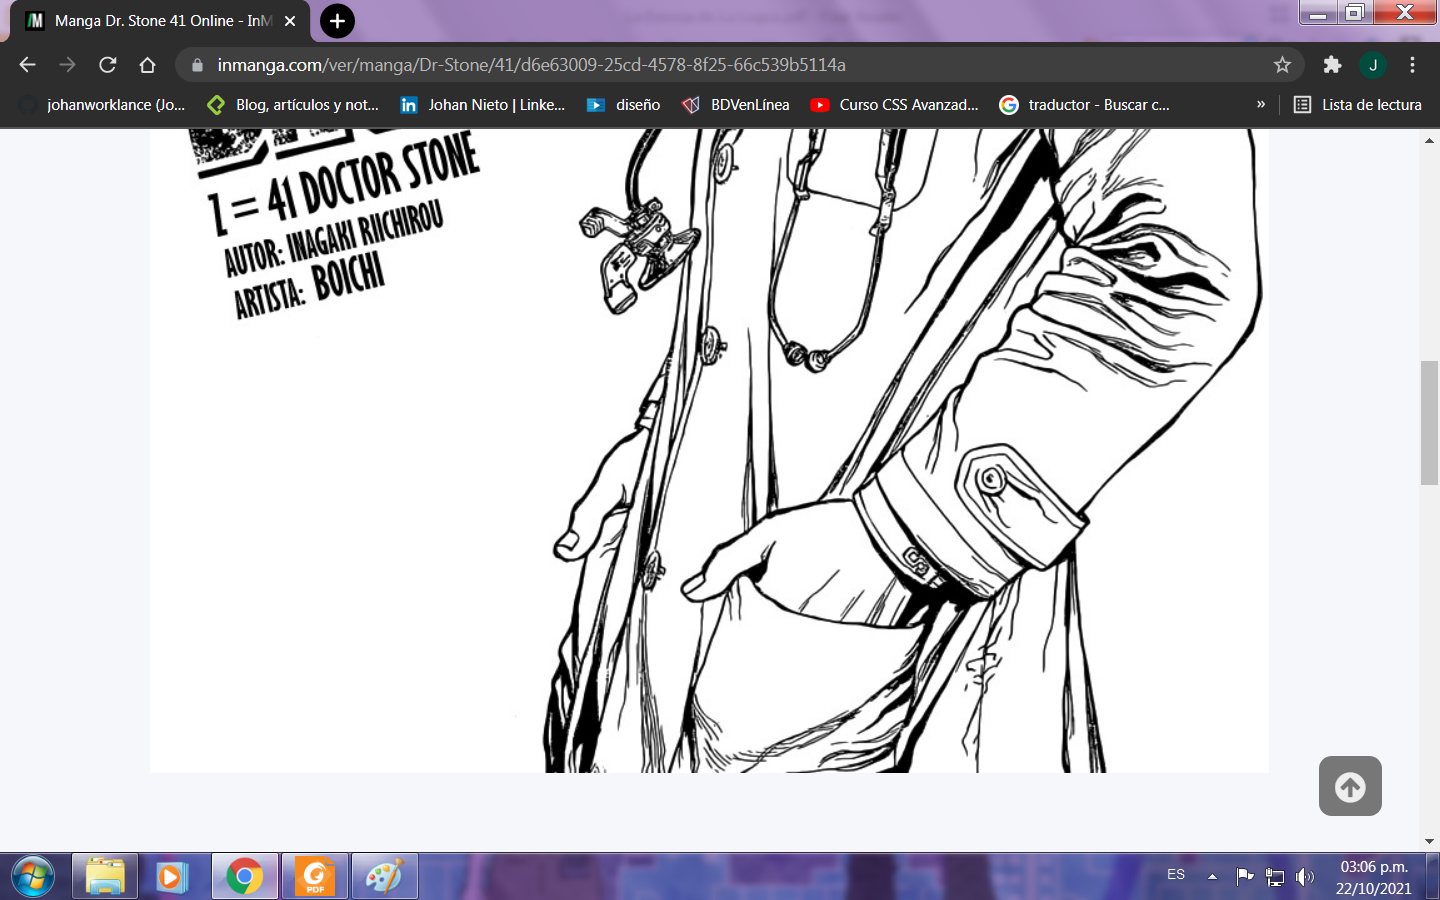 Manga Dr. Stone 41 Online - InM
inmanga.com/ver/manga/Dr-Stone/41/d6e63009-25cd-4578-8f25-66c539b5114a
J
johanworklance (Jo...
Blog, artículos y not...
Johan Nieto | Linke...
diseño
BDVenLínea
Curso CSS Avanzad...
traductor - Buscar c...
»
Lista de lectura
Z = 41 DOCTOR STONE
AUTOR: INAGAKI RIICHIROU
ARTISTA: BOICHI
PDF
ES
03:06 p.m.
22/10/2021